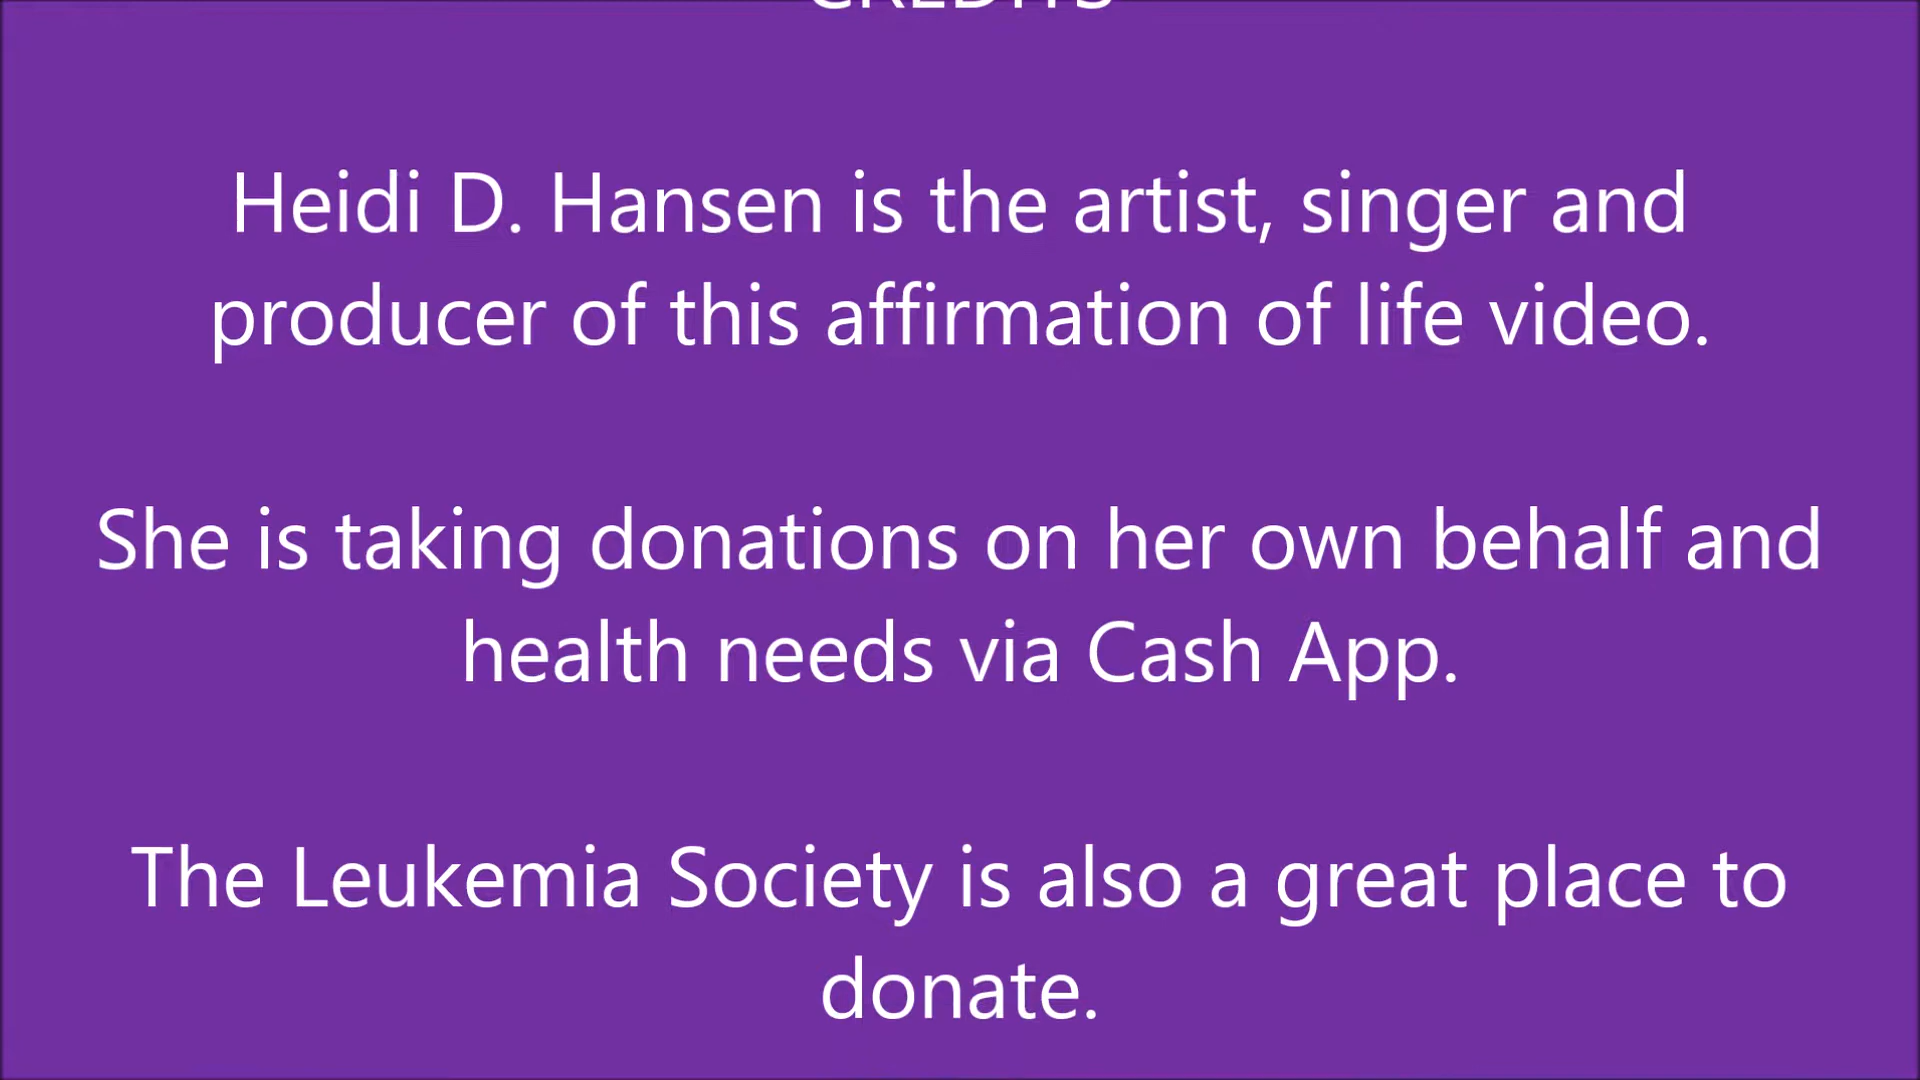 CREDITS
Heidi D. Hansen is the artist, singer and
producer of this affirmation of life video.
She is taking donations on her own behalf and
health needs via Cash App.
The Leukemia Society is also a great place to
donate.